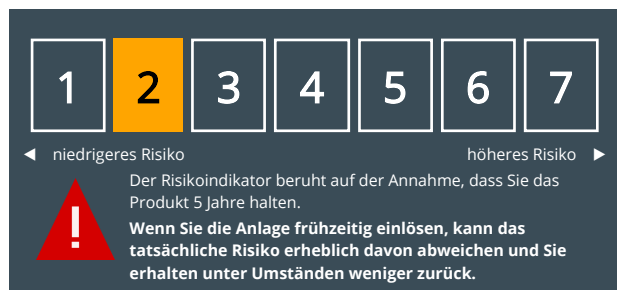 1 2 3 4 5 6 7
◄ niedrigeres Risiko höheres Risiko ►
Der Risikoindikator beruht auf der Annahme, dass Sie das
Produkt 5 Jahre halten.
!
Wenn Sie die Anlage frühzeitig einlösen, kann das
tatsächliche Risiko erheblich davon abweichen und Sie
erhalten unter Umständen weniger zurück.